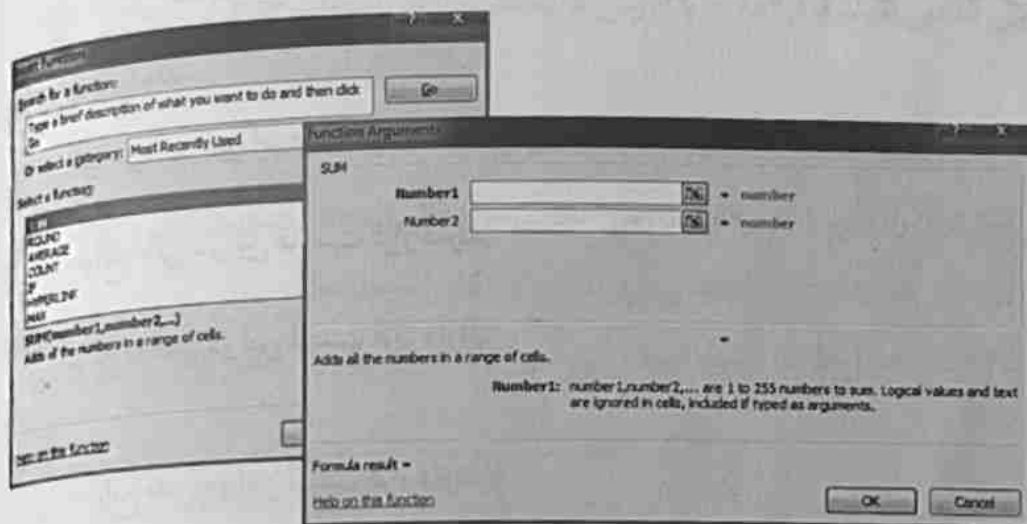 Insert Function
? X
Search for a function:
Type a brief description of what you want to do and then click
Go
Go
Or select a category: Most Recently Used
Select a function:
SUM
ROUND
AVERAGE
COUNT
IF
HYPERLINK
MAX
SUM(number1,number2,...)
Adds all the numbers in a range of cells.
Help on this function
Function Arguments
? X
SUM
Number1 = number
Number2 = number
=
Adds all the numbers in a range of cells.
Number1: number1,number2,... are 1 to 255 numbers to sum. Logical values and text
are ignored in cells, included if typed as arguments.
Formula result =
Help on this function
OK Cancel